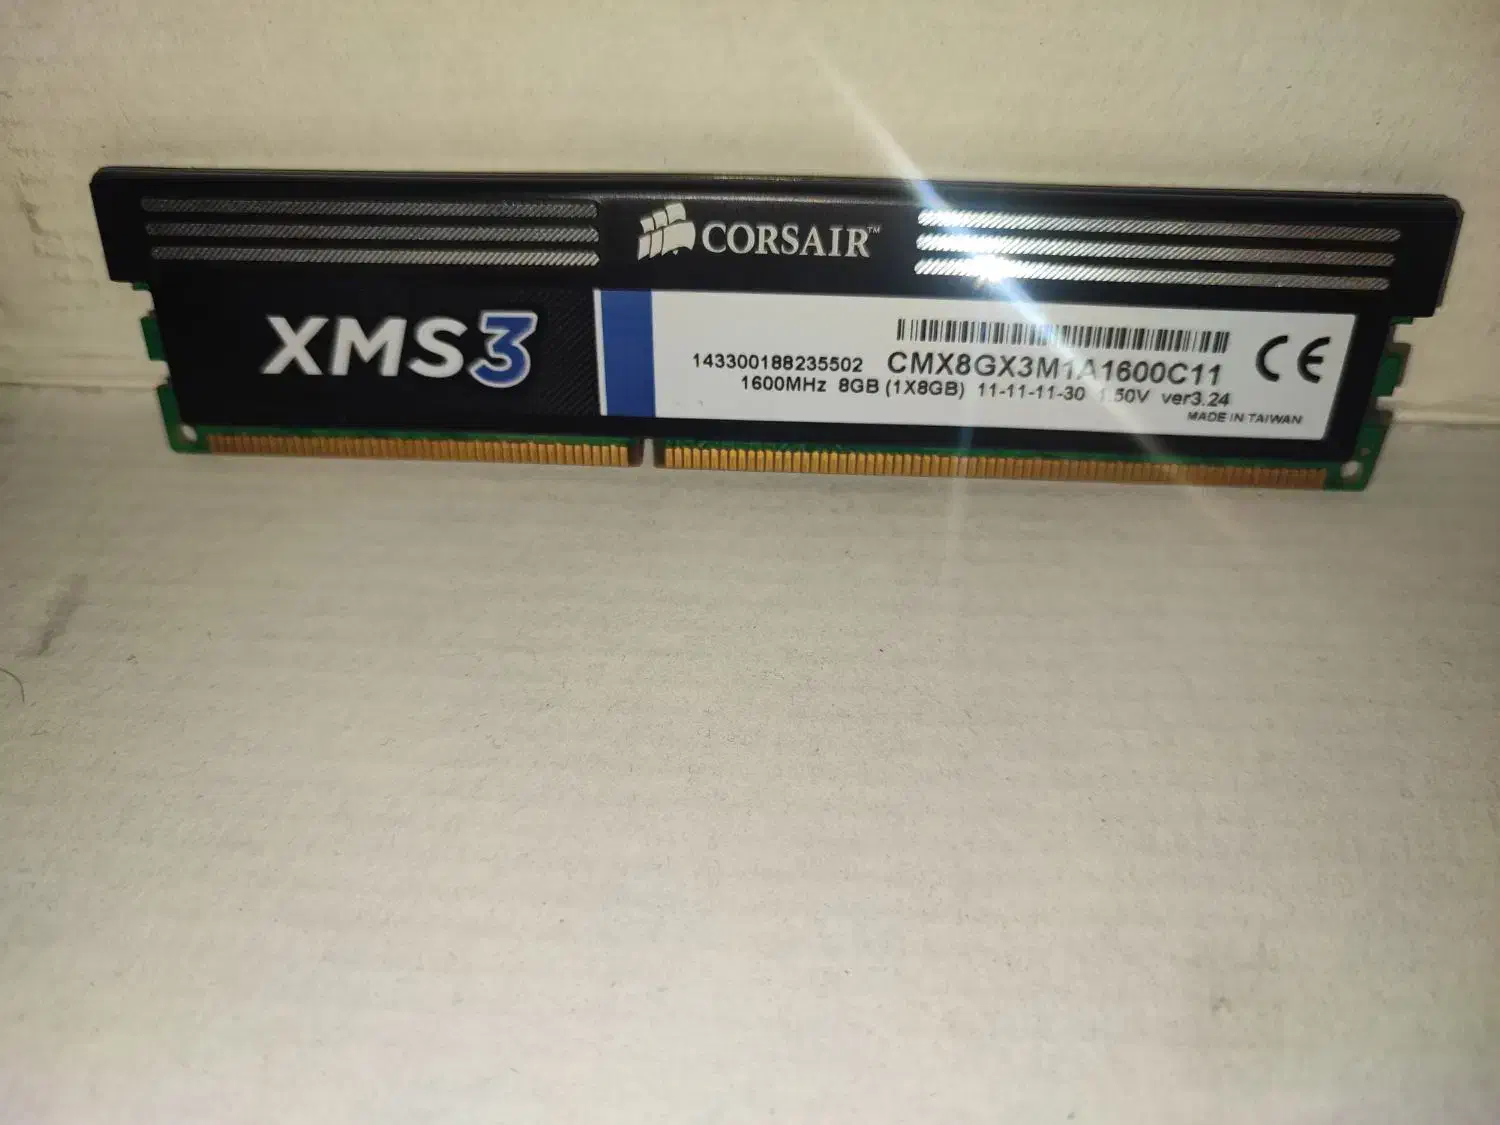 CORSAIR™
XMS3
143300188235502 CMX8GX3M1A1600C11
1600MHz 8GB (1X8GB) 11-11-11-30 1.50V ver3.24
MADE IN TAIWAN
CE